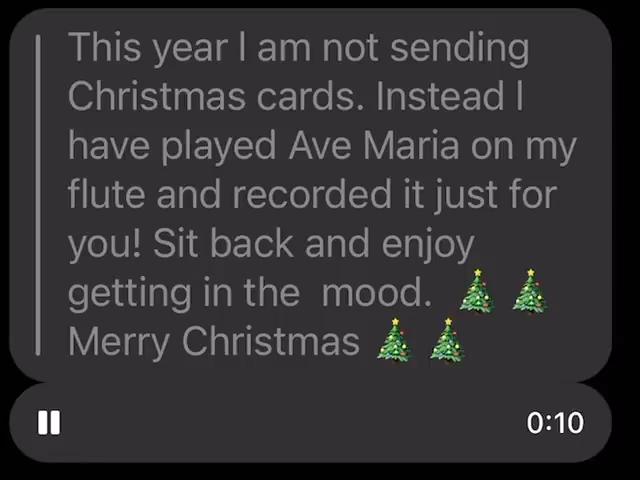 This year I am not sending
Christmas cards. Instead I
have played Ave Maria on my
flute and recorded it just for
you! Sit back and enjoy
getting in the  mood. 🎄 🎄
Merry Christmas 🎄 🎄
0:10